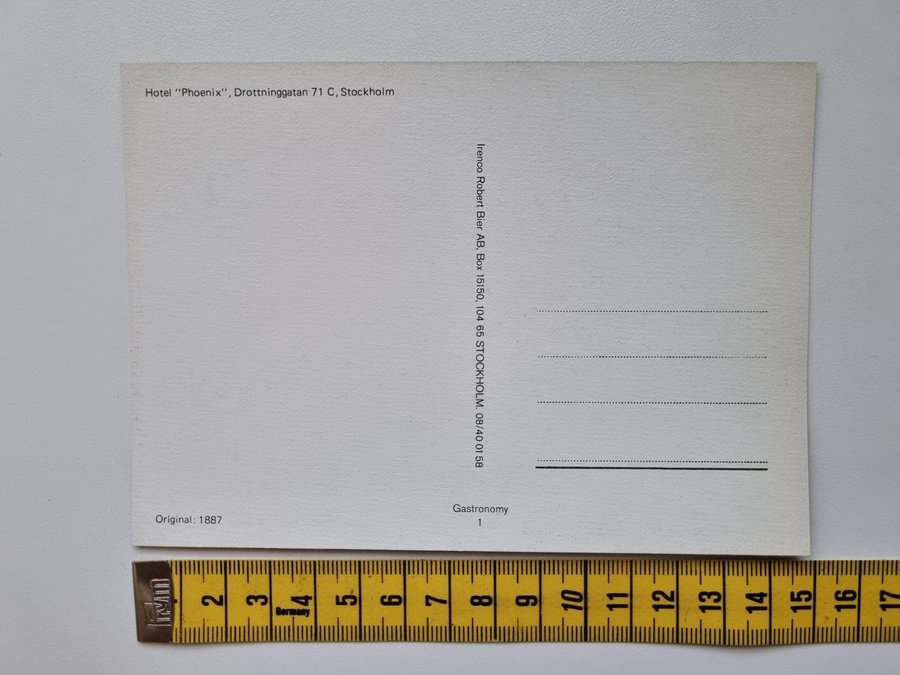 Hotel "Phoenix", Drottninggatan 71 C, Stockholm
Irenco Robert Bier AB, Box 15150, 104 65 STOCKHOLM. 08/40 01 58
Original: 1887
Gastronomy
1
2 3 4 5 6 7 8 9 10 11 12 13 14 15 16 17
Germany